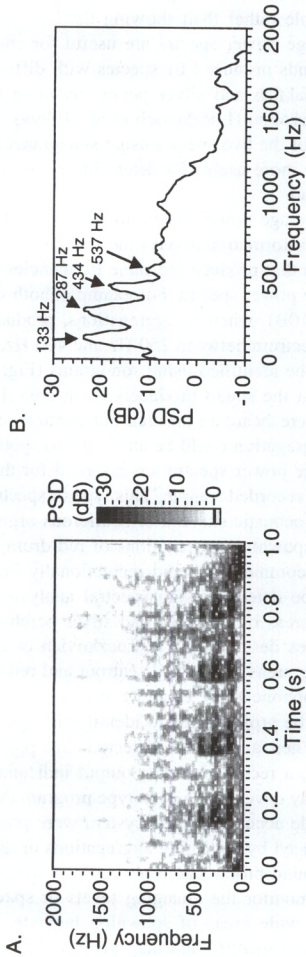 A.
Frequency (Hz)
2000
1500
1000
500
0
0.0 0.2 0.4 0.6 0.8 1.0
Time (s)
PSD
(dB)
30
20
10
0
B.
PSD (dB)
30
20
10
0
-10
133 Hz
287 Hz
434 Hz
537 Hz
0 500 1000 1500 2000
Frequency (Hz)